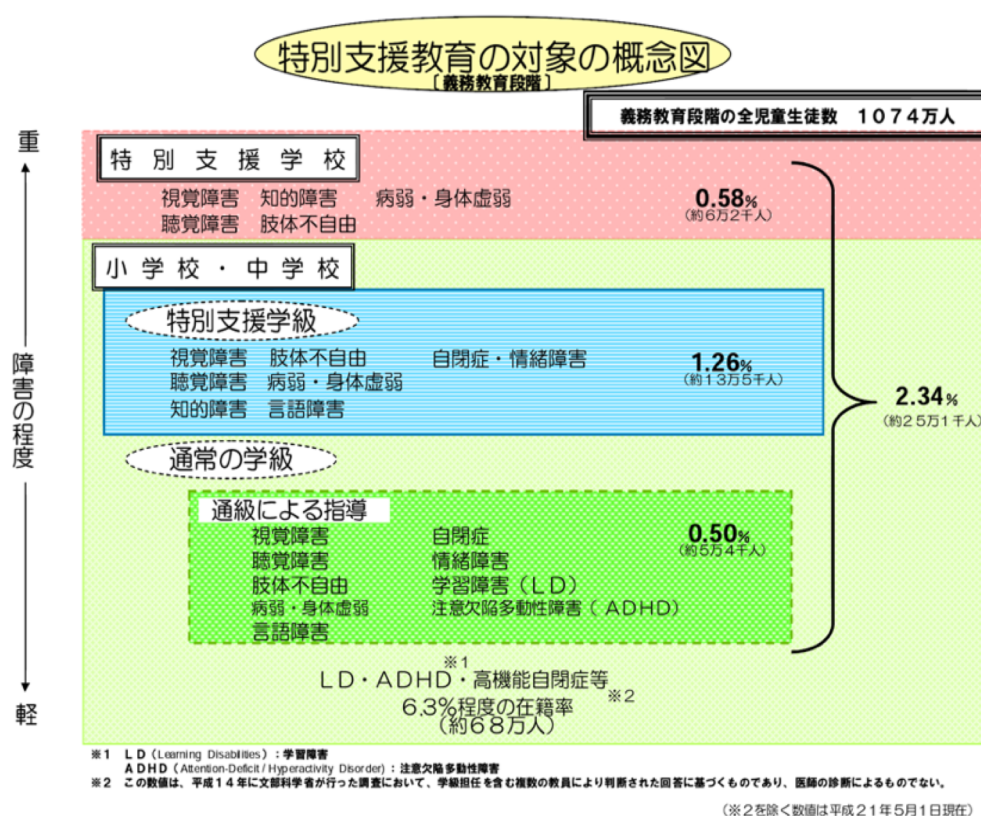 特別支援教育の対象の概念図
〔義務教育段階〕
義務教育段階の全児童生徒数　１０７４万人
重
障害の程度
軽
特別支援学校
視覚障害　知的障害　病弱・身体虚弱
聴覚障害　肢体不自由
0.58%
（約６万２千人）
小学校・中学校
特別支援学級
視覚障害　肢体不自由　自閉症・情緒障害
聴覚障害　病弱・身体虚弱
知的障害　言語障害
1.26%
（約１３万５千人）
2.34%
（約２５万１千人）
通常の学級
通級による指導
視覚障害　自閉症
聴覚障害　情緒障害
肢体不自由　学習障害（ＬＤ）
病弱・身体虚弱　注意欠陥多動性障害（ＡＤＨＤ）
言語障害
0.50%
（約５万４千人）
※1
ＬＤ・ＡＤＨＤ・高機能自閉症等
6.3%程度の在籍率※2
（約６８万人）
※１　ＬＤ（Learning Disabilities）：学習障害
ＡＤＨＤ（Attention-Deficit / Hyperactivity Disorder）：注意欠陥多動性障害
※２　この数値は、平成１４年に文部科学省が行った調査において、学級担任を含む複数の教員により判断された回答に基づくものであり、医師の診断によるものでない。
（※２を除く数値は平成２１年５月１日現在）